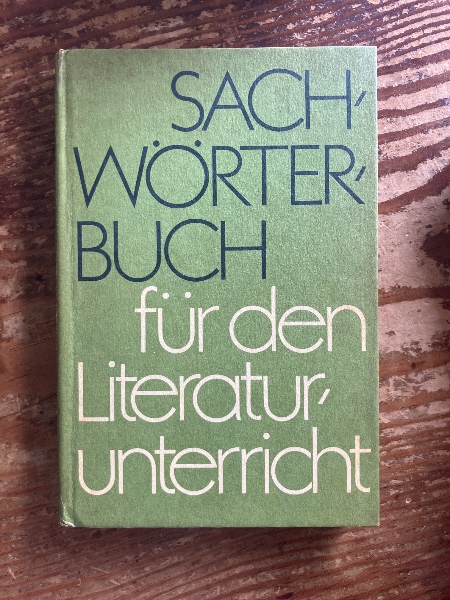 SACH-
WÖRTER-
BUCH
für den
Literatur-
unterricht